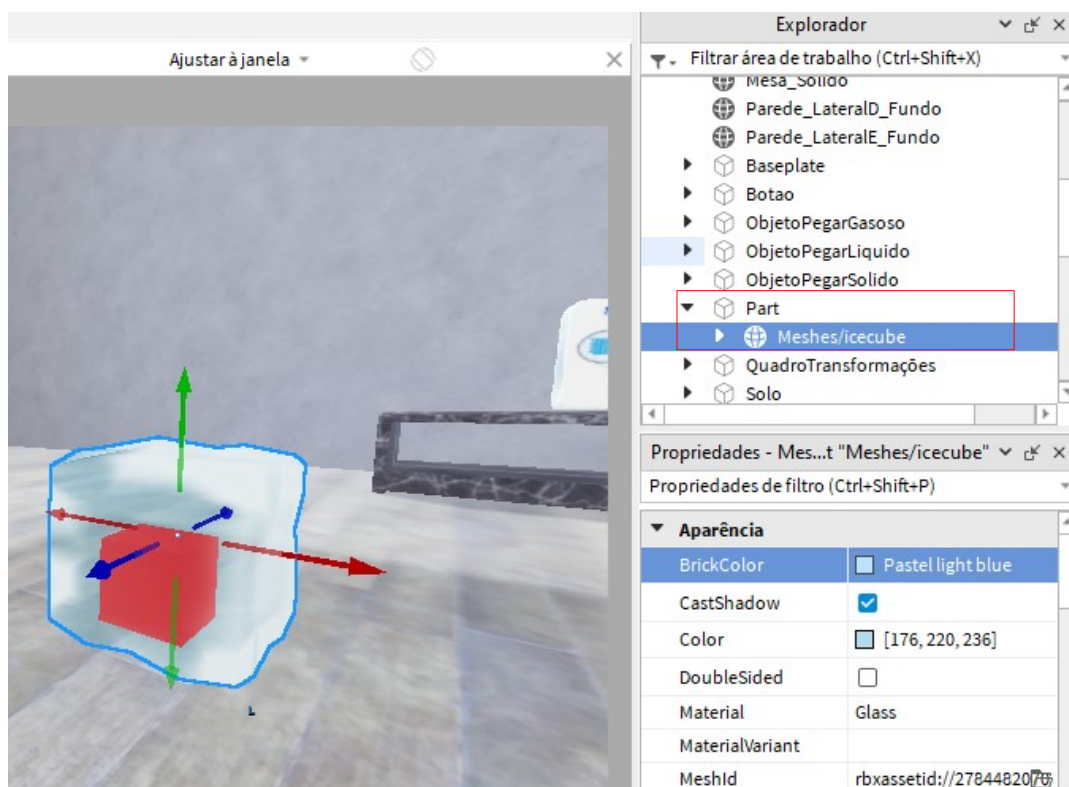 Explorador
Ajustar à janela
Filtrar área de trabalho (Ctrl+Shift+X)
Mesa_Solido
Parede_LateralD_Fundo
Parede_LateralE_Fundo
Baseplate
Botao
ObjetoPegarGasoso
ObjetoPegarLiquido
ObjetoPegarSolido
Part
Meshes/icecube
QuadroTransformações
Solo
Propriedades - Mes...t "Meshes/icecube"
Propriedades de filtro (Ctrl+Shift+P)
Aparência
BrickColor Pastel light blue
CastShadow
Color [176, 220, 236]
DoubleSided
Material Glass
MaterialVariant
MeshId rbxassetid://2784482070
L